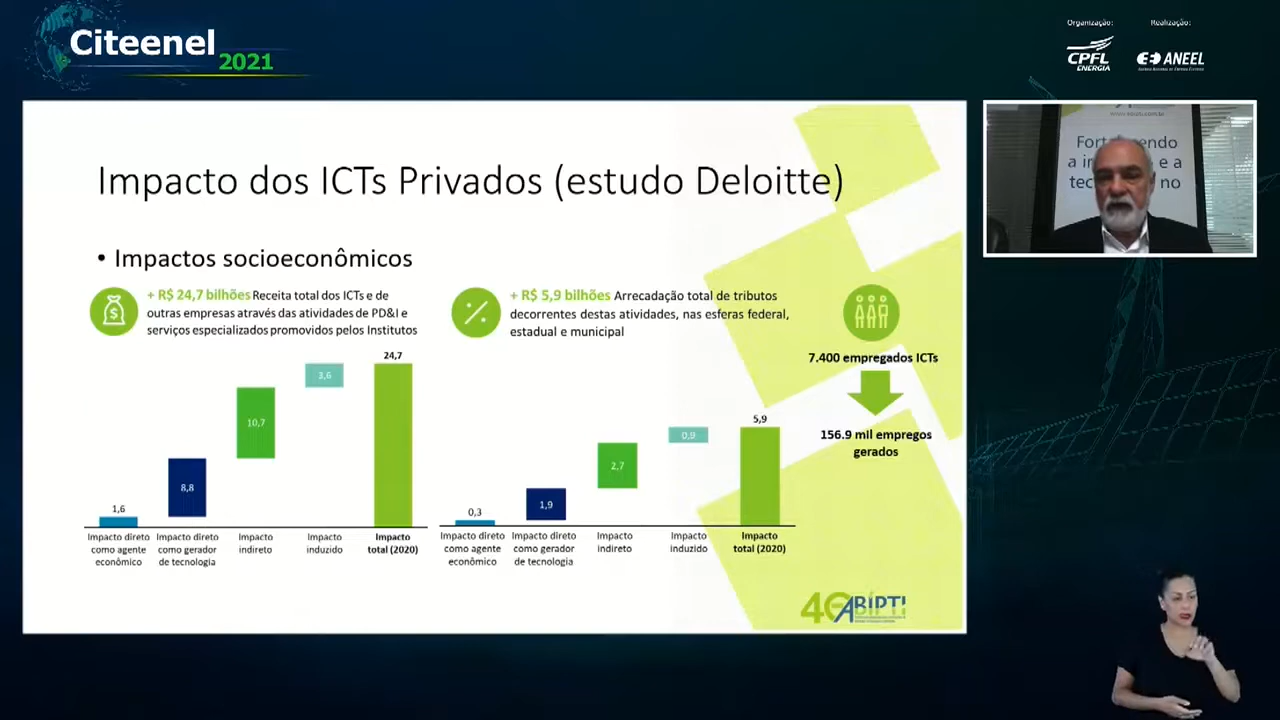 Citeenel
2021
Organização:
Realização:
CPFL
ENERGIA
ANEEL
Impacto dos ICTs Privados (estudo Deloitte)
• Impactos socioeconômicos
+ R$ 24,7 bilhões Receita total dos ICTs e de
outras empresas através das atividades de PD&I e
serviços especializados promovidos pelos Institutos
24,7
3,6
10,7
8,8
1,6
Impacto direto
como agente
econômico
Impacto direto
como gerador
de tecnologia
Impacto
indireto
Impacto
induzido
Impacto
total (2020)
+ R$ 5,9 bilhões Arrecadação total de tributos
decorrentes destas atividades, nas esferas federal,
estadual e municipal
5,9
0,9
2,7
1,9
0,3
Impacto direto
como agente
econômico
Impacto direto
como gerador
de tecnologia
Impacto
indireto
Impacto
induzido
Impacto
total (2020)
7.400 empregados ICTs
156.9 mil empregos
gerados
40 ABIPTI
a in e a
no